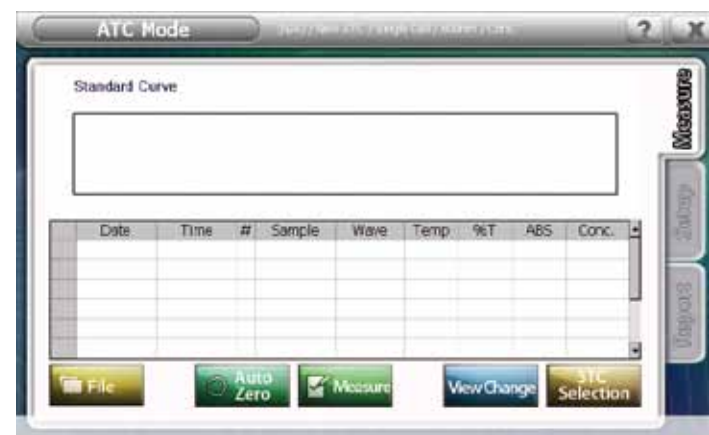 ATC Mode
? X
Standard Curve
Measure
Setup
Date Time # Sample Wave Temp %T ABS Conc.
File
Auto
Zero
Measure
View Change
STC
Selection